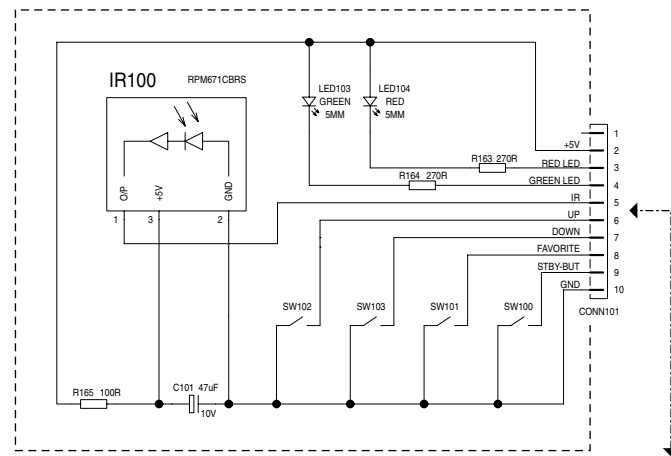 IR100 RPM671CBRS
LED103
GREEN
5MM
LED104
RED
5MM
O/P
+5V
GND
1 3 2
R163 270R
R164 270R
1
+5V 2
RED LED 3
GREEN LED 4
IR 5
UP 6
DOWN 7
FAVORITE 8
STBY-BUT 9
GND 10
CONN101
SW102 SW103 SW101 SW100
R165 100R
C101 47uF
10V